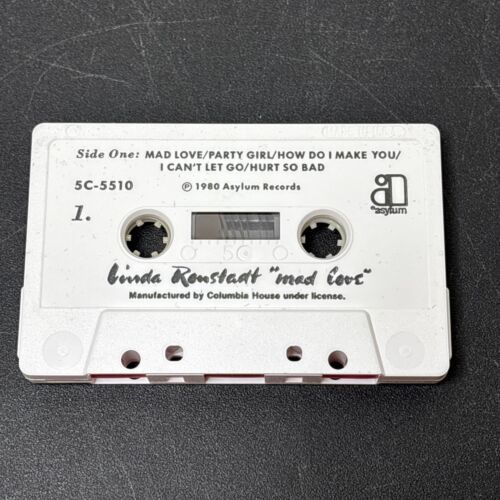 Side One: MAD LOVE/PARTY GIRL/HOW DO I MAKE YOU/
I CAN'T LET GO/HURT SO BAD
5C-5510
℗ 1980 Asylum Records
asylum
1.
Linda Ronstadt "mad love"
Manufactured by Columbia House under license.